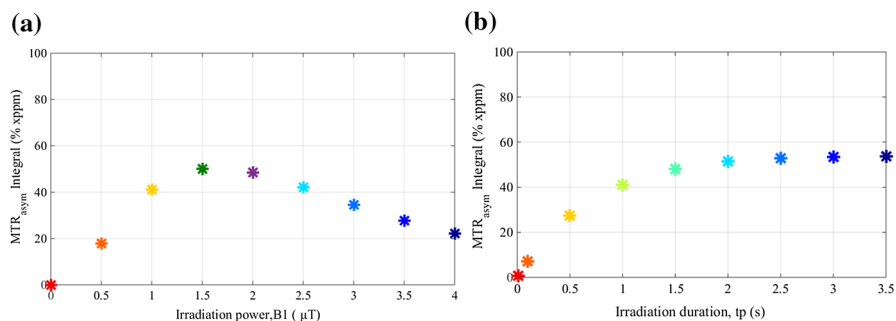 (a)
(b)
100
80
60
40
20
0
MTRasym Integral (% xppm)
0 0.5 1 1.5 2 2.5 3 3.5 4
Irradiation power,B1 ( μT)
100
80
60
40
20
0
MTRasym Integral (% xppm)
0 0.5 1 1.5 2 2.5 3 3.5
Irradiation duration, tp (s)